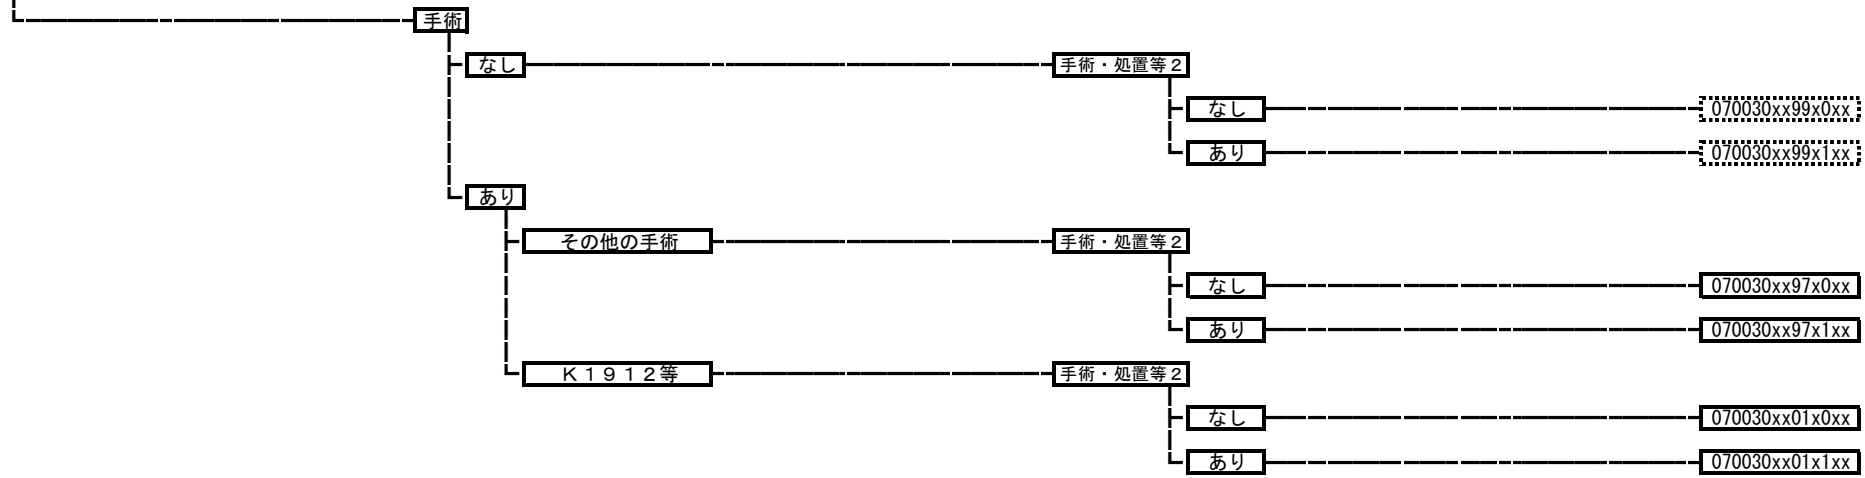 手術
なし 手術・処置等２
なし 070030xx99x0xx
あり 070030xx99x1xx
あり
その他の手術 手術・処置等２
なし 070030xx97x0xx
あり 070030xx97x1xx
Ｋ１９１２等 手術・処置等２
なし 070030xx01x0xx
あり 070030xx01x1xx